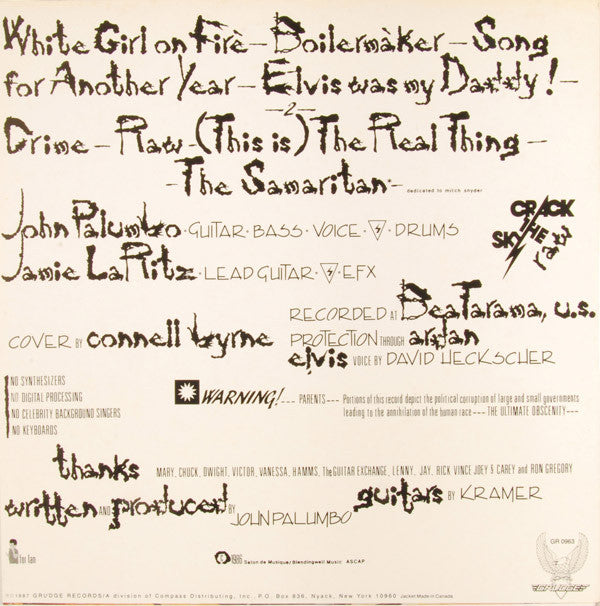 White Girl on Firè — Boilermàker — Song
for Another Year — Elvis was my Daddy! —
—2—
Crime — Raw — (This is) The Real Thing —
- The Samaritan - dedicated to mitch snyder
CRACK
THE
SKY
John Palumbo · GUITAR · BASS · VOICE · DRUMS
Jamie LaRitz · LEAD GUITAR · EFX
RECORDED AT BeaTarama, u.s.
COVER BY connell byrne
PROTECTION THROUGH ardan
elvis VOICE BY DAVID HECKSCHER
NO SYNTHESIZERS
NO DIGITAL PROCESSING
NO CELEBRITY BACKGROUND SINGERS
NO KEYBOARDS
WARNING! --- PARENTS --- Portions of this record depict the political corruption of large and small governments
leading to the annihilation of the human race --- THE ULTIMATE OBSCENITY ---
thanks MARY, CHUCK, DWIGHT, VICTOR, VANESSA, HAMMS, The GUITAR EXCHANGE, LENNY, JAY, RICK VINCE JOEY & CAREY and RON GREGORY
written AND produced BY JOHN PALUMBO
guitars BY KRAMER
for fan
℗ 1986 Salon de Musique/Blendingwell Music ASCAP
GR 0963
GRUDGE
©1987 GRUDGE RECORDS/A division of Compass Distributing, Inc., P.O. Box 836, Nyack, New York 10960 Jacket Made in Canada